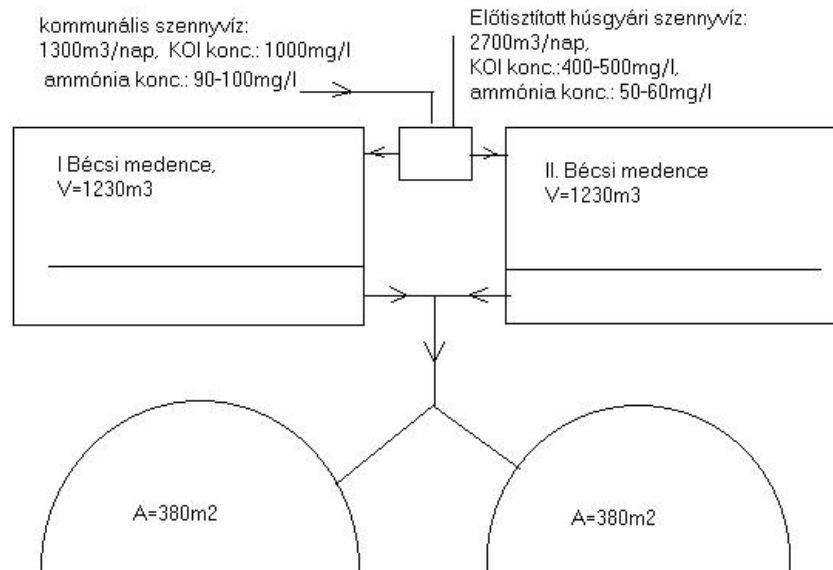 kommunális szennyvíz:
1300m3/nap, KOI konc.: 1000mg/l
ammónia konc.: 90-100mg/l
Előtisztított húsgyári szennyvíz:
2700m3/nap,
KOI konc.:400-500mg/l,
ammónia konc.: 50-60mg/l
I Bécsi medence,
V=1230m3
II. Bécsi medence
V=1230m3
A=380m2
A=380m2